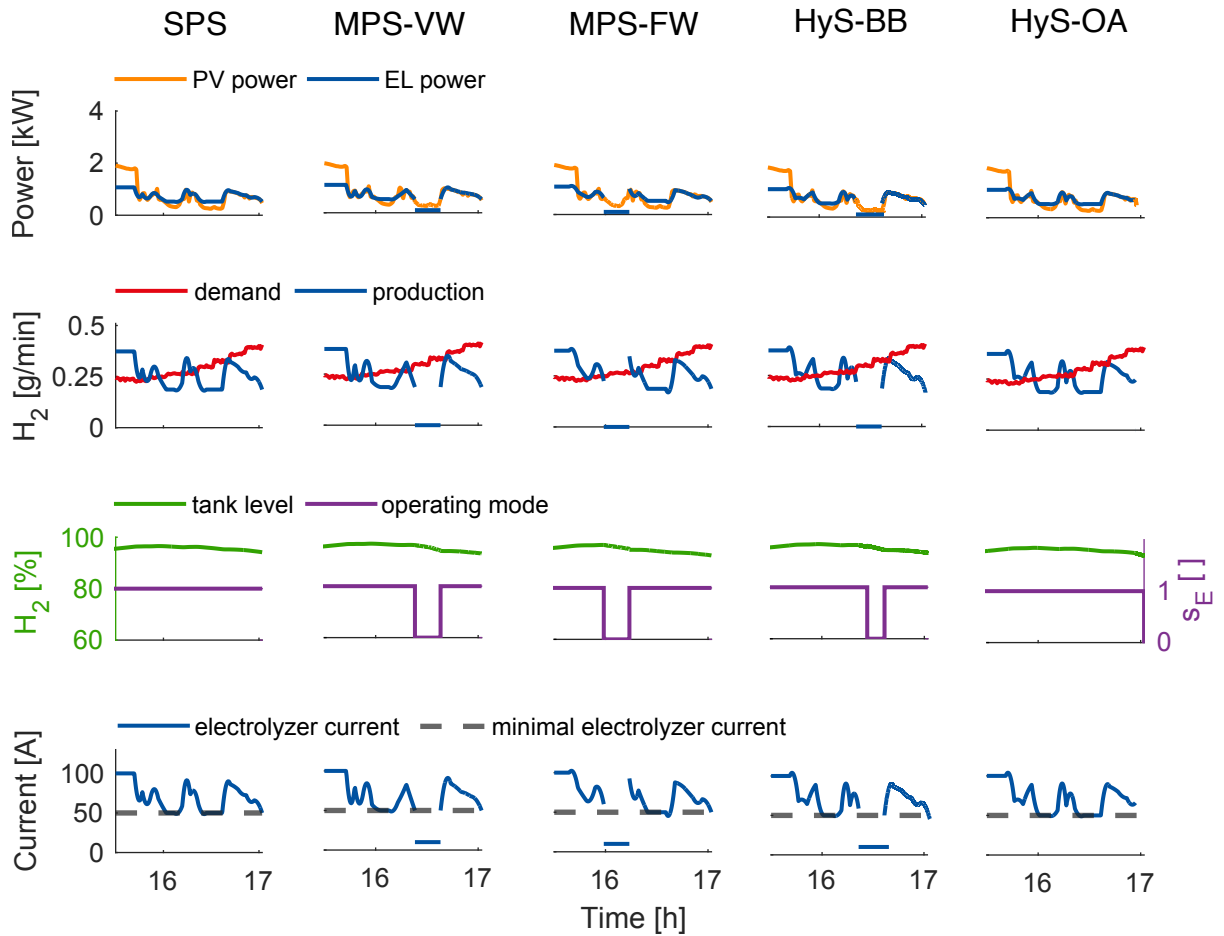 SPS MPS-VW MPS-FW HyS-BB HyS-OA
PV power EL power
Power [kW]
4
2
0
demand production
H2 [g/min]
0.5
0.25
0
tank level operating mode
H2 [%]
100
80
60
1
0
sE [ ]
electrolyzer current minimal electrolyzer current
Current [A]
100
50
0
16 17 16 17 16 17 16 17 16 17
Time [h]